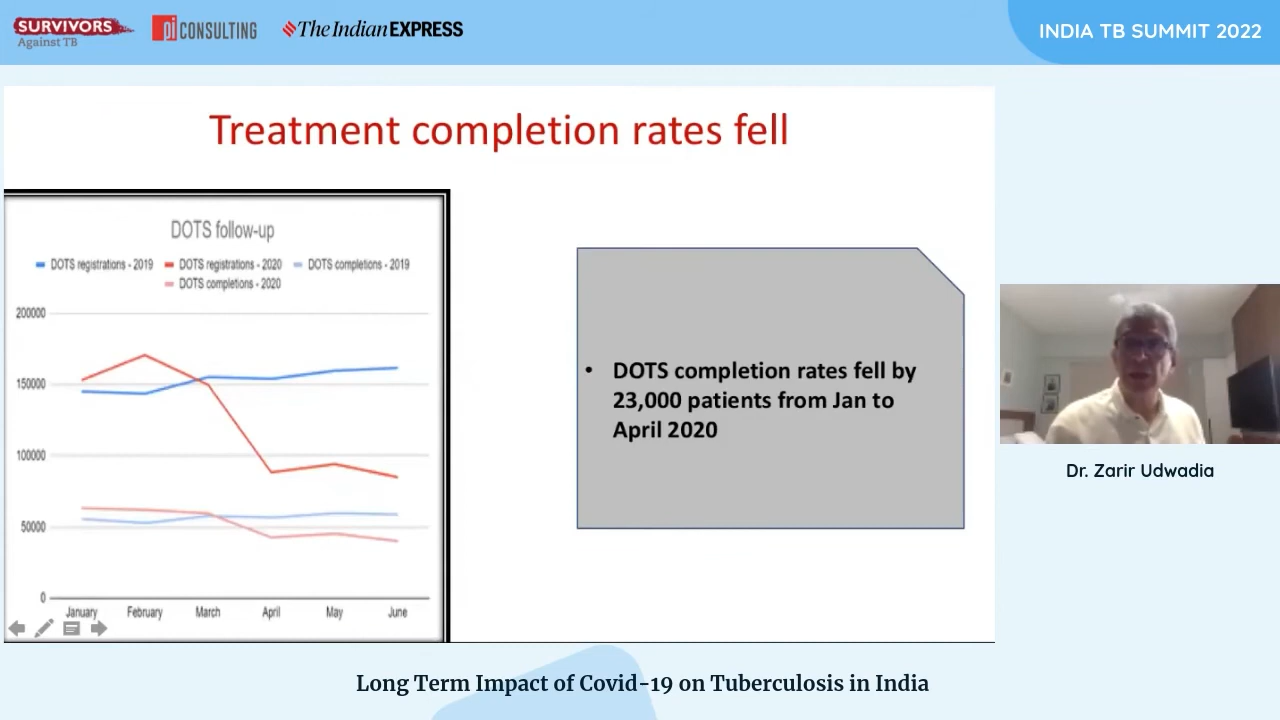 SURVIVORS
Against TB
pi CONSULTING
The Indian EXPRESS
INDIA TB SUMMIT 2022
Treatment completion rates fell
DOTS follow-up
DOTS registrations - 2019 DOTS registrations - 2020 DOTS completions - 2019
DOTS completions - 2020
200000
150000
100000
50000
0
January February March April May June
• DOTS completion rates fell by
23,000 patients from Jan to
April 2020
Dr. Zarir Udwadia
Long Term Impact of Covid-19 on Tuberculosis in India